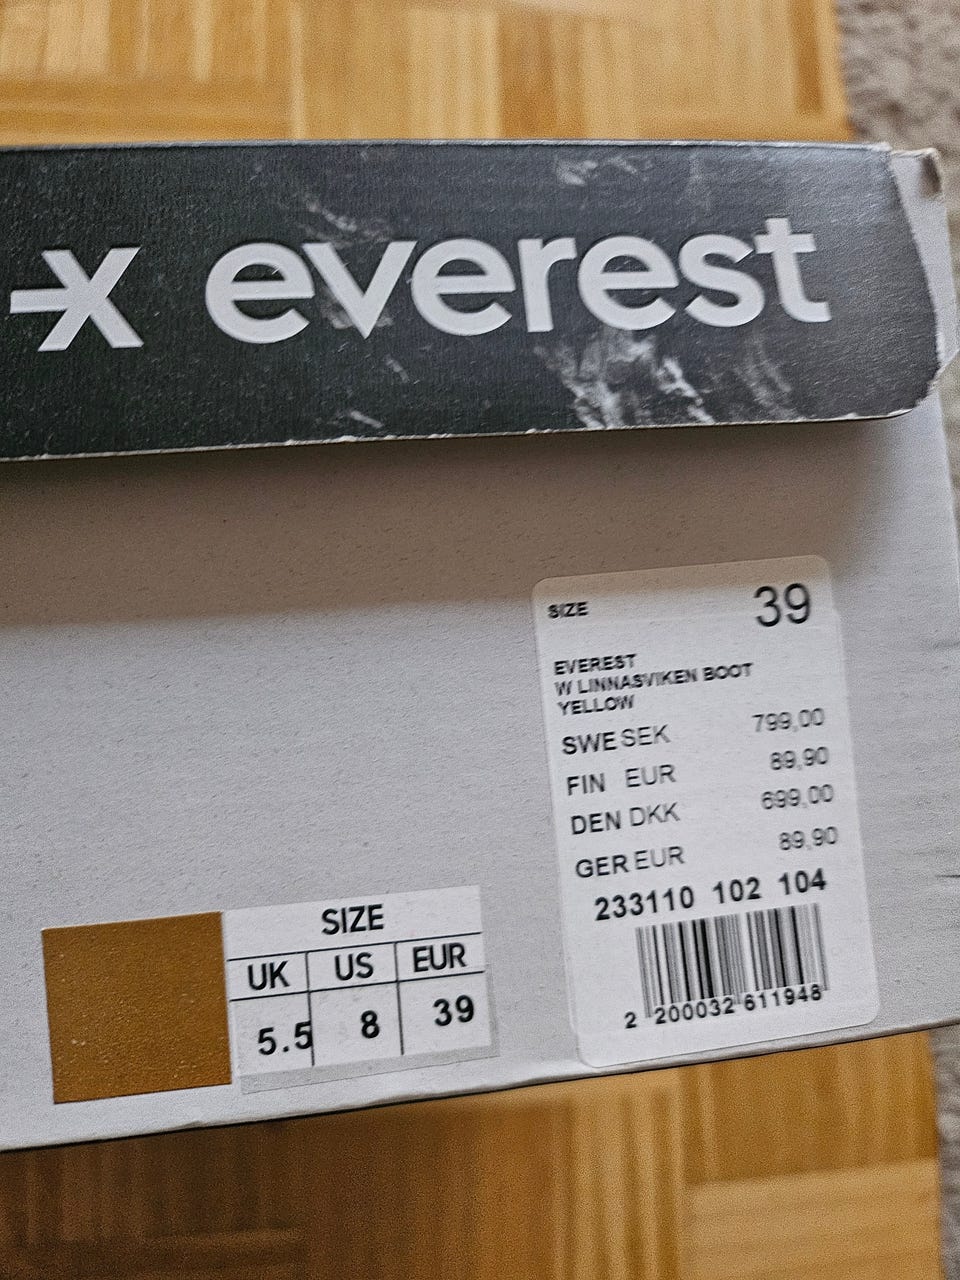 everest
SIZE 39
EVEREST
W LINNASVIKEN BOOT
YELLOW
SWE SEK 799,00
FIN EUR 89,90
DEN DKK 699,00
GER EUR 89,90
233110 102 104
2 200032 611948
SIZE
UK US EUR
5.5 8 39